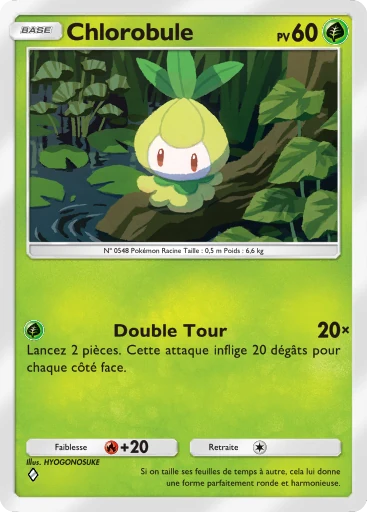 BASE Chlorobule PV 60
N° 0548 Pokémon Racine Taille : 0,5 m Poids : 6,6 kg
Double Tour 20×
Lancez 2 pièces. Cette attaque inflige 20 dégâts pour
chaque côté face.
Faiblesse +20 Retraite
Illus. HYOGONOSUKE
Si on taille ses feuilles de temps à autre, cela lui donne
une forme parfaitement ronde et harmonieuse.